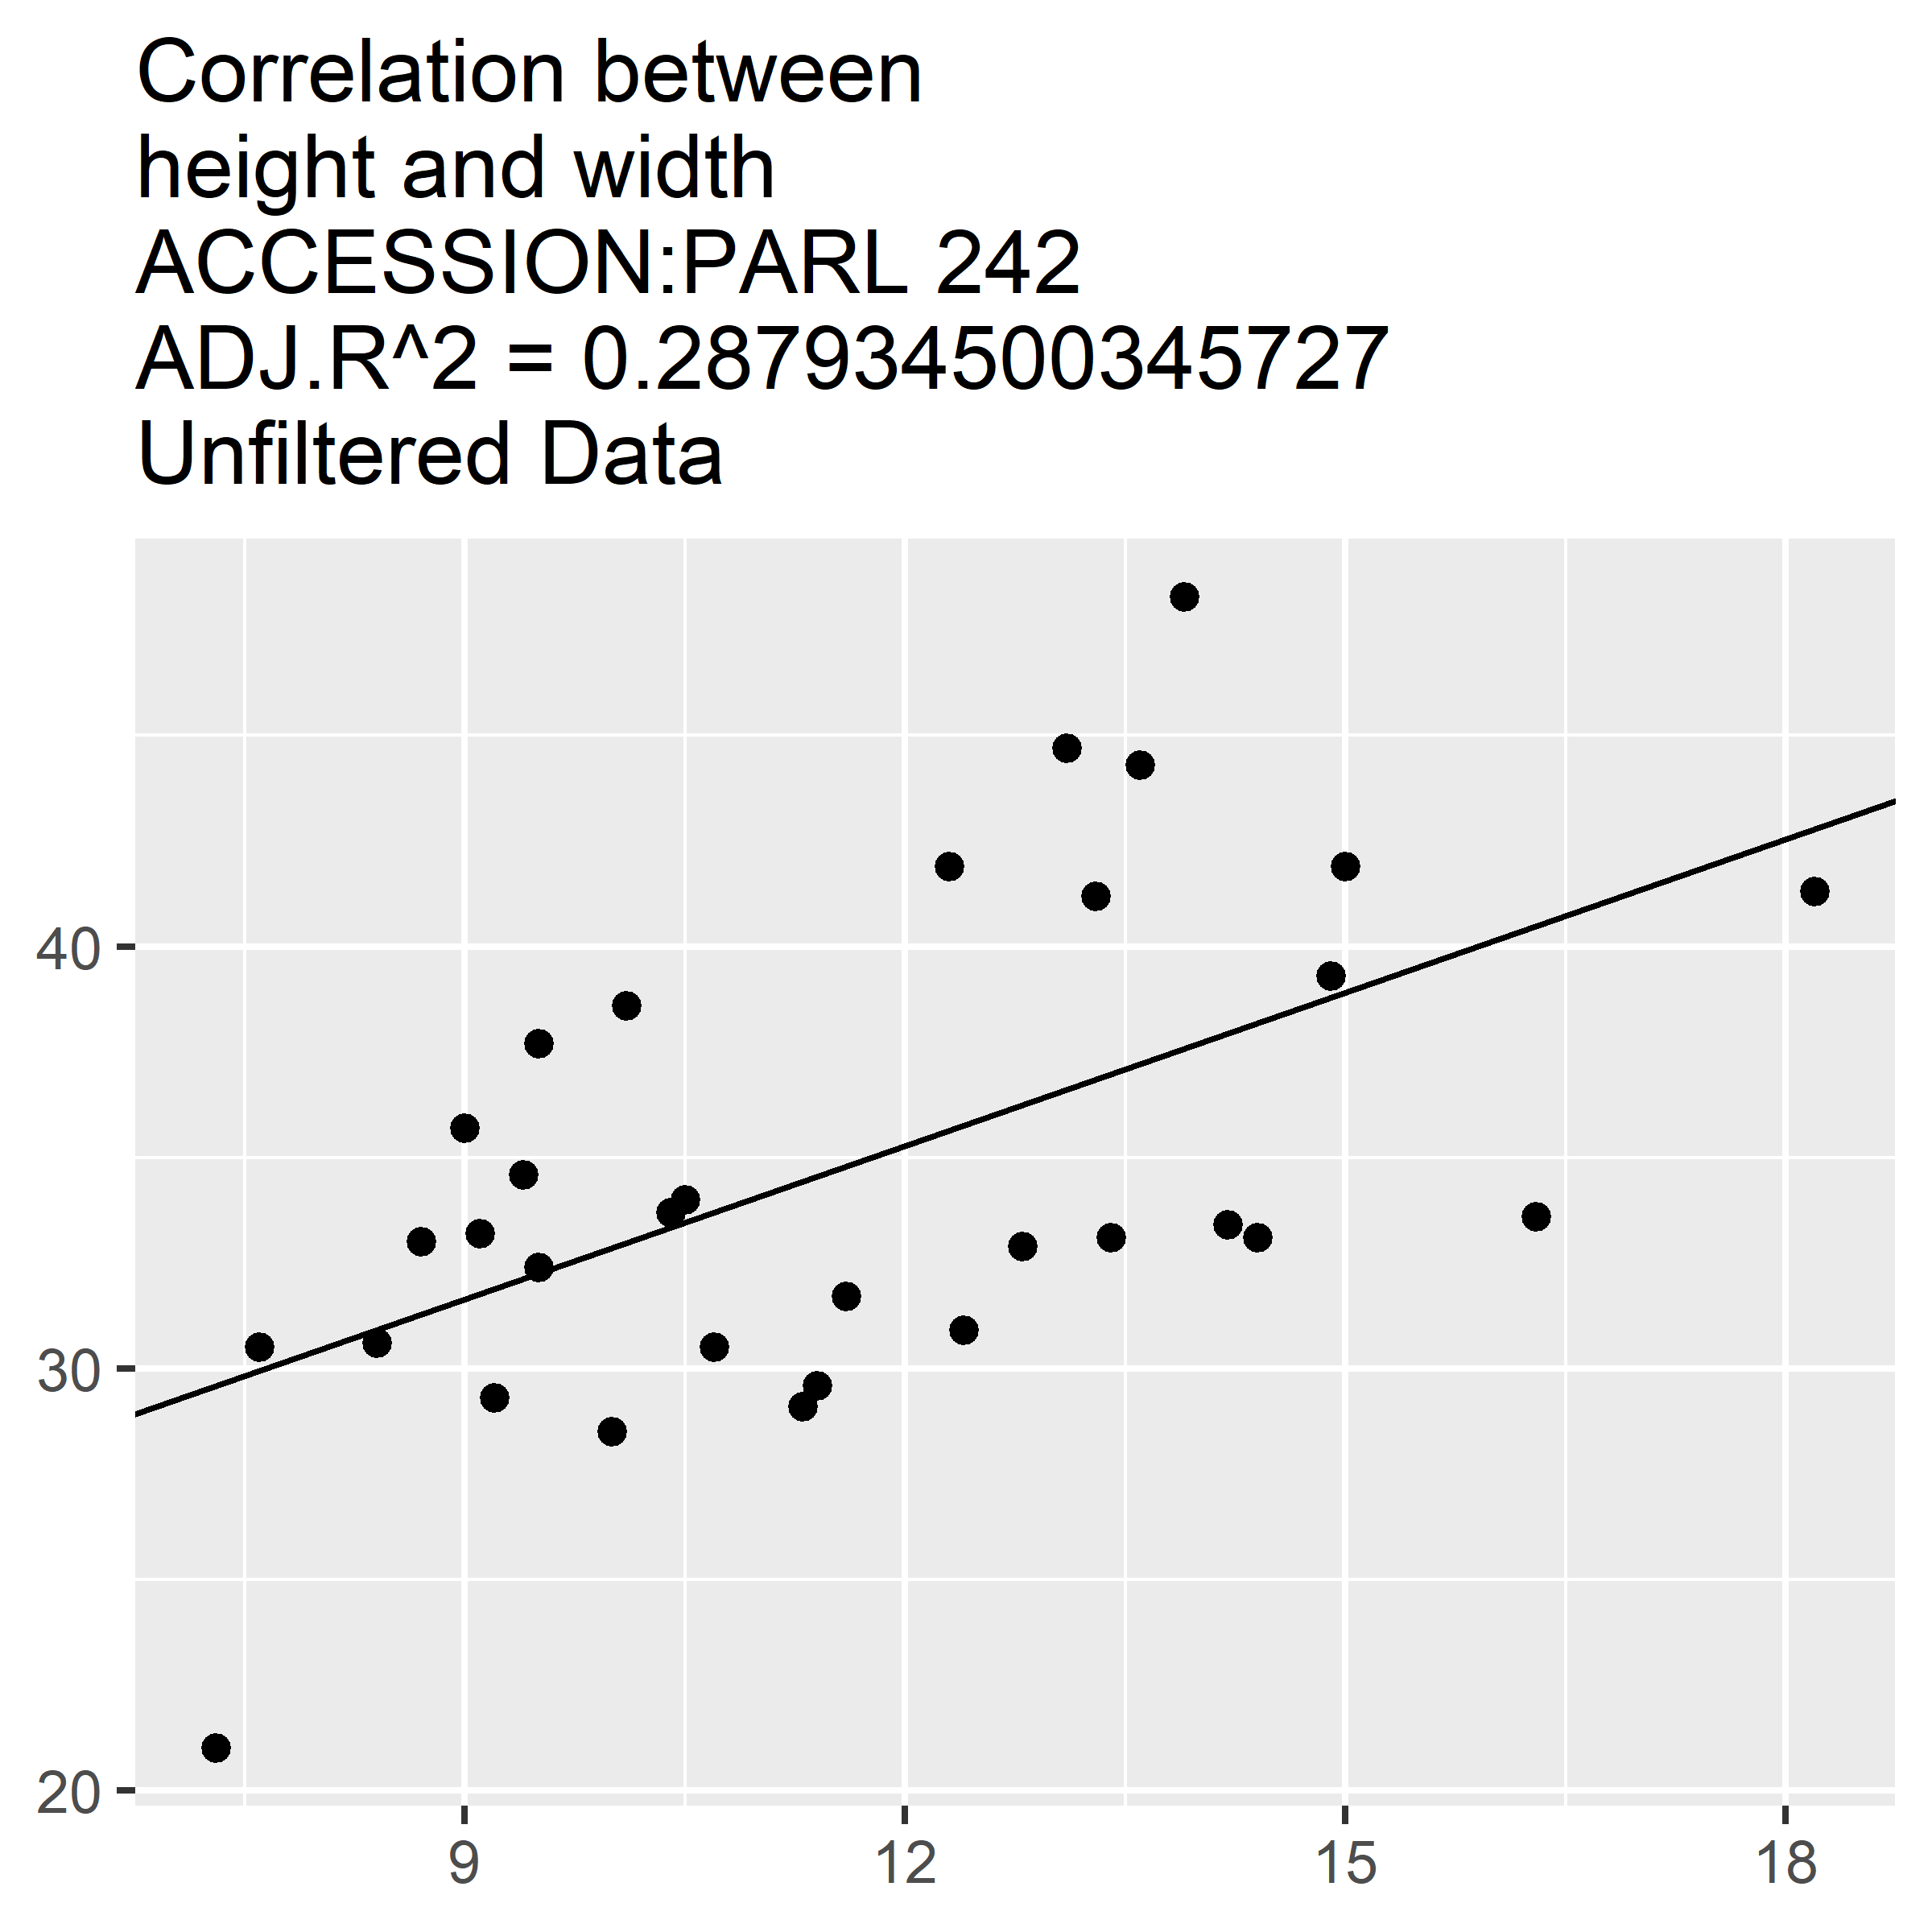 Correlation between
height and width
ACCESSION:PARL 242
ADJ.R^2 = 0.287934500345727
Unfiltered Data
40
30
20
9 12 15 18